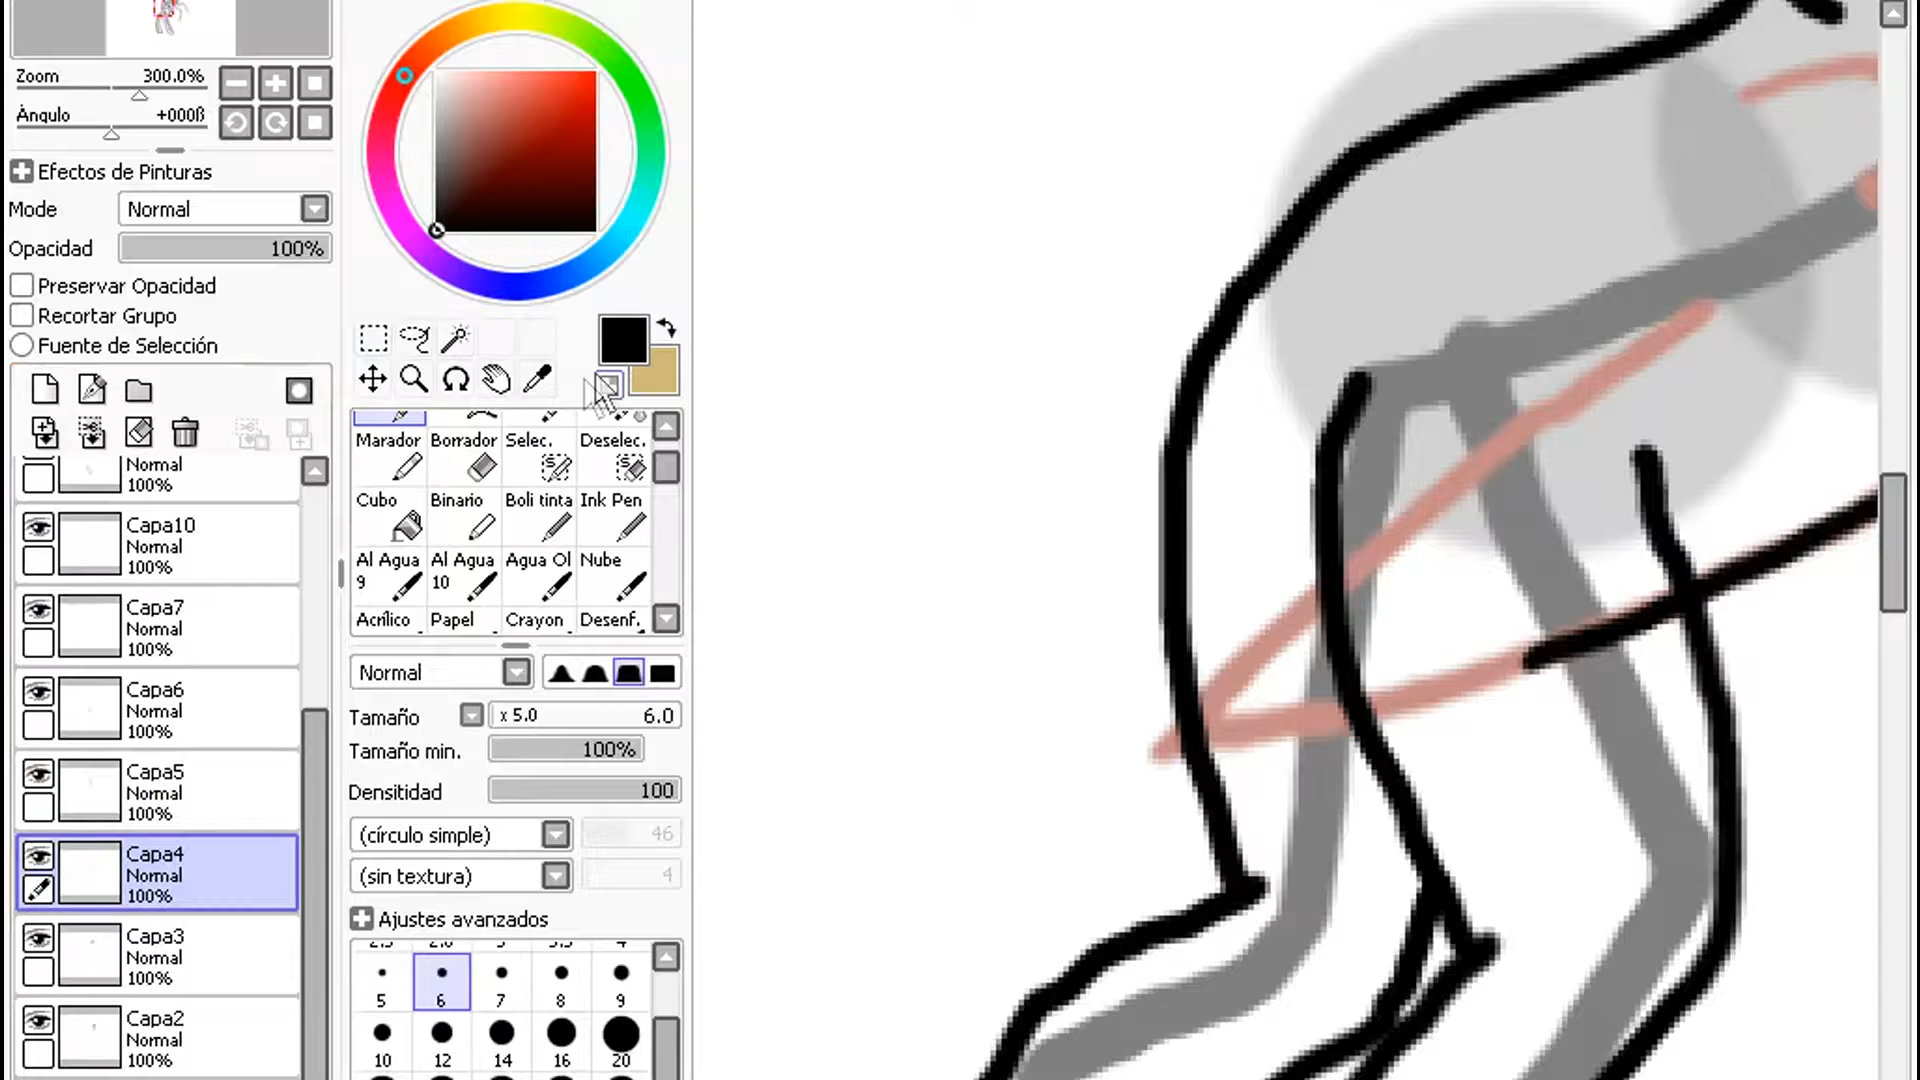 Zoom 300.0%
Ángulo +000ß
Efectos de Pinturas
Mode Normal
Opacidad 100%
Preservar Opacidad
Recortar Grupo
Fuente de Selección
Normal
100%
Capa10
Normal
100%
Capa7
Normal
100%
Capa6
Normal
100%
Capa5
Normal
100%
Capa4
Normal
100%
Capa3
Normal
100%
Capa2
Normal
100%
Marador Borrador Selec. Deselec.
Cubo Binario Boli tinta Ink Pen
Al Agua 9 Al Agua 10 Agua Ol Nube
Acrílico Papel Crayon Desenf.
Normal
Tamaño x 5.0 6.0
Tamaño min. 100%
Densitidad 100
(círculo simple) 46
(sin textura) 4
Ajustes avanzados
5 6 7 8 9
10 12 14 16 20